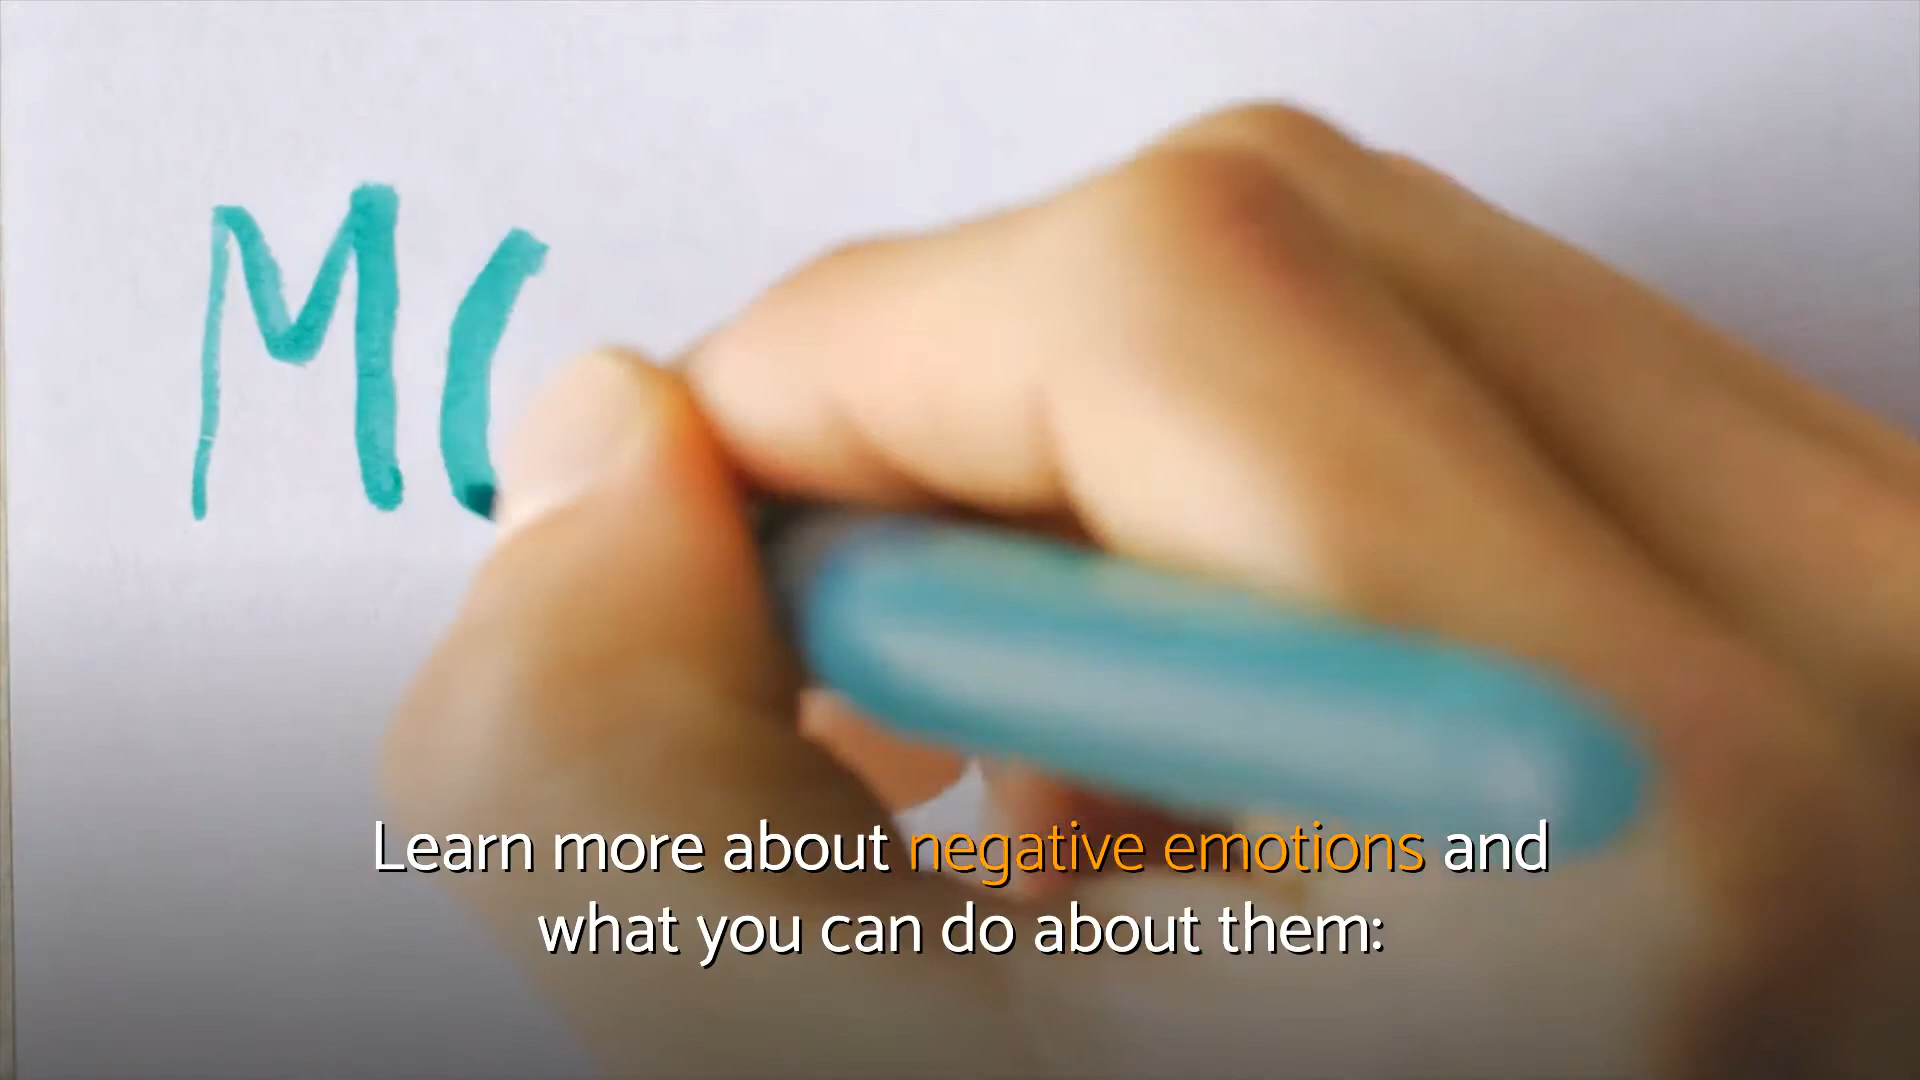 M
Learn more about negative emotions and
what you can do about them: